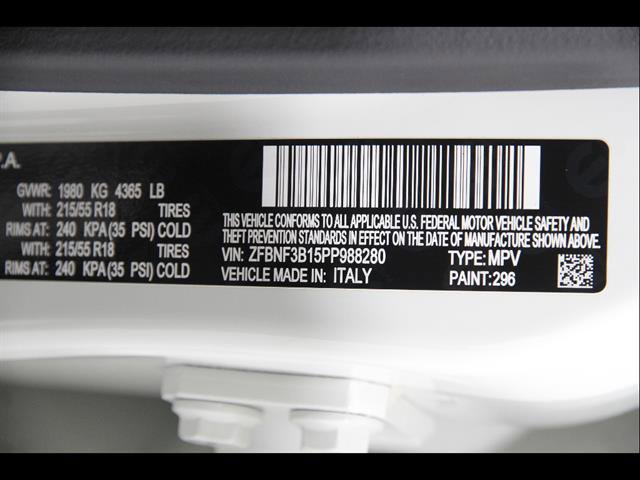 .A.
GVWR: 1980 KG 4365 LB
WITH: 215/55 R18 TIRES
RIMS AT: 240 KPA(35 PSI) COLD
WITH: 215/55 R18 TIRES
RIMS AT: 240 KPA(35 PSI) COLD
THIS VEHICLE CONFORMS TO ALL APPLICABLE U.S. FEDERAL MOTOR VEHICLE SAFETY AND
THEFT PREVENTION STANDARDS IN EFFECT ON THE DATE OF MANUFACTURE SHOWN ABOVE.
VIN: ZFBNF3B15PP988280 TYPE: MPV
VEHICLE MADE IN: ITALY PAINT: 296